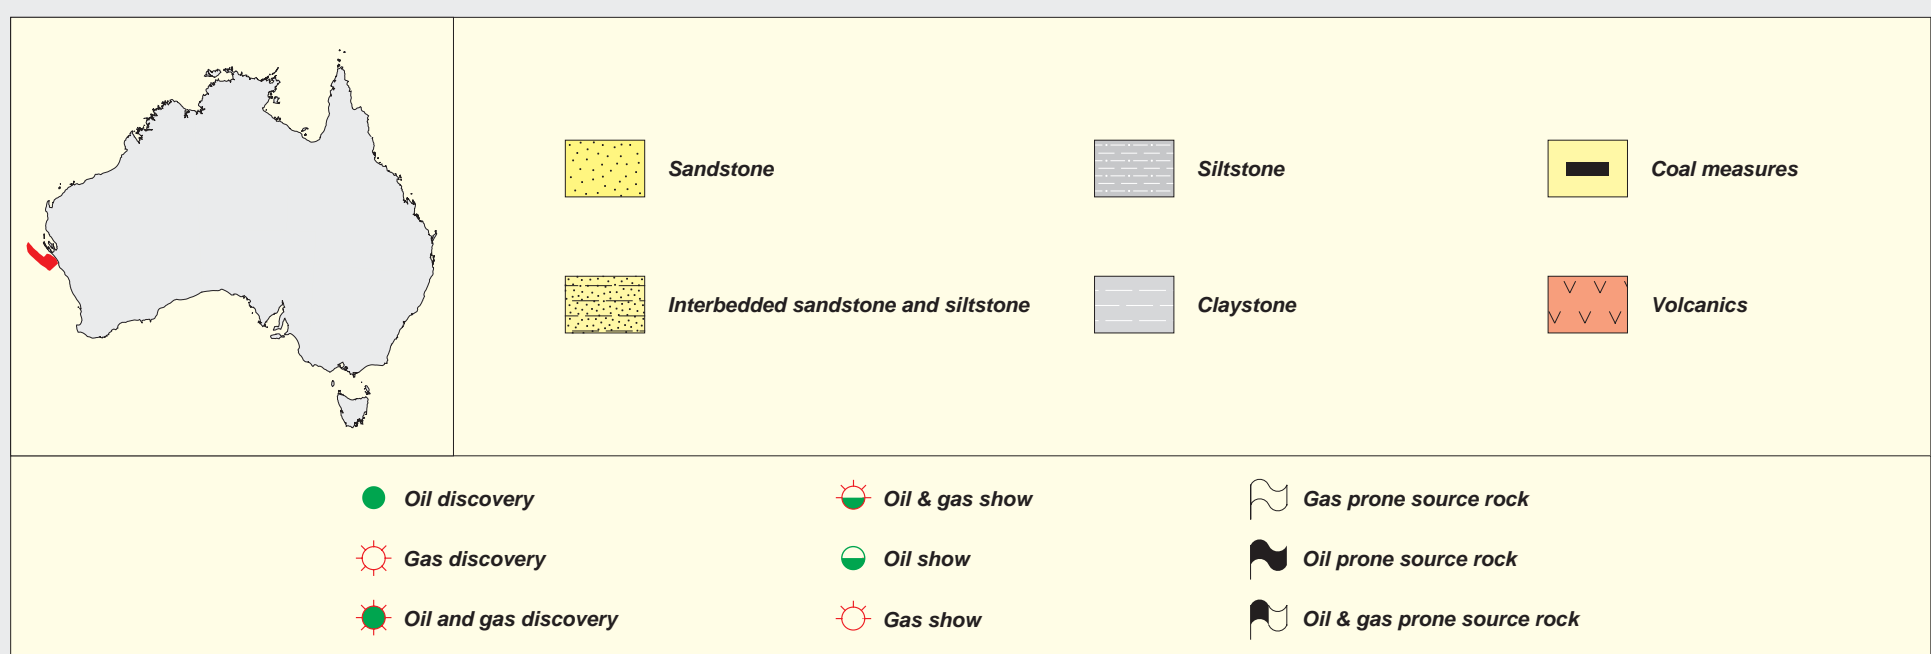 Sandstone
Siltstone
Coal measures
Interbedded sandstone and siltstone
Claystone
Volcanics
Oil discovery
Oil & gas show
Gas prone source rock
Gas discovery
Oil show
Oil prone source rock
Oil and gas discovery
Gas show
Oil & gas prone source rock